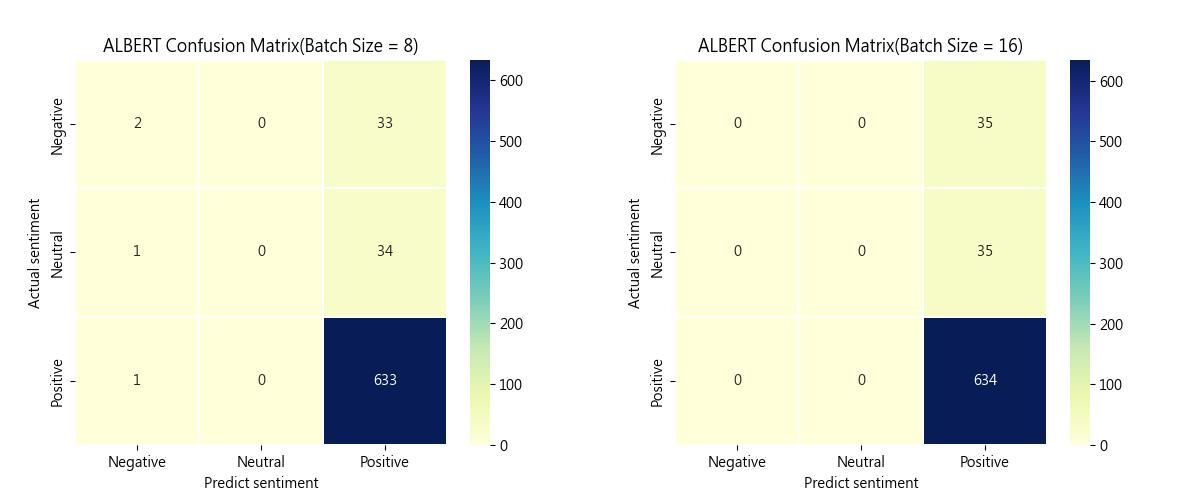 ALBERT Confusion Matrix(Batch Size = 8)
Negative
2 0 33
Neutral
1 0 34
Positive
1 0 633
Actual sentiment
Negative Neutral Positive
Predict sentiment
600
500
400
300
200
100
0
ALBERT Confusion Matrix(Batch Size = 16)
Negative
0 0 35
Neutral
0 0 35
Positive
0 0 634
Actual sentiment
Negative Neutral Positive
Predict sentiment
600
500
400
300
200
100
0